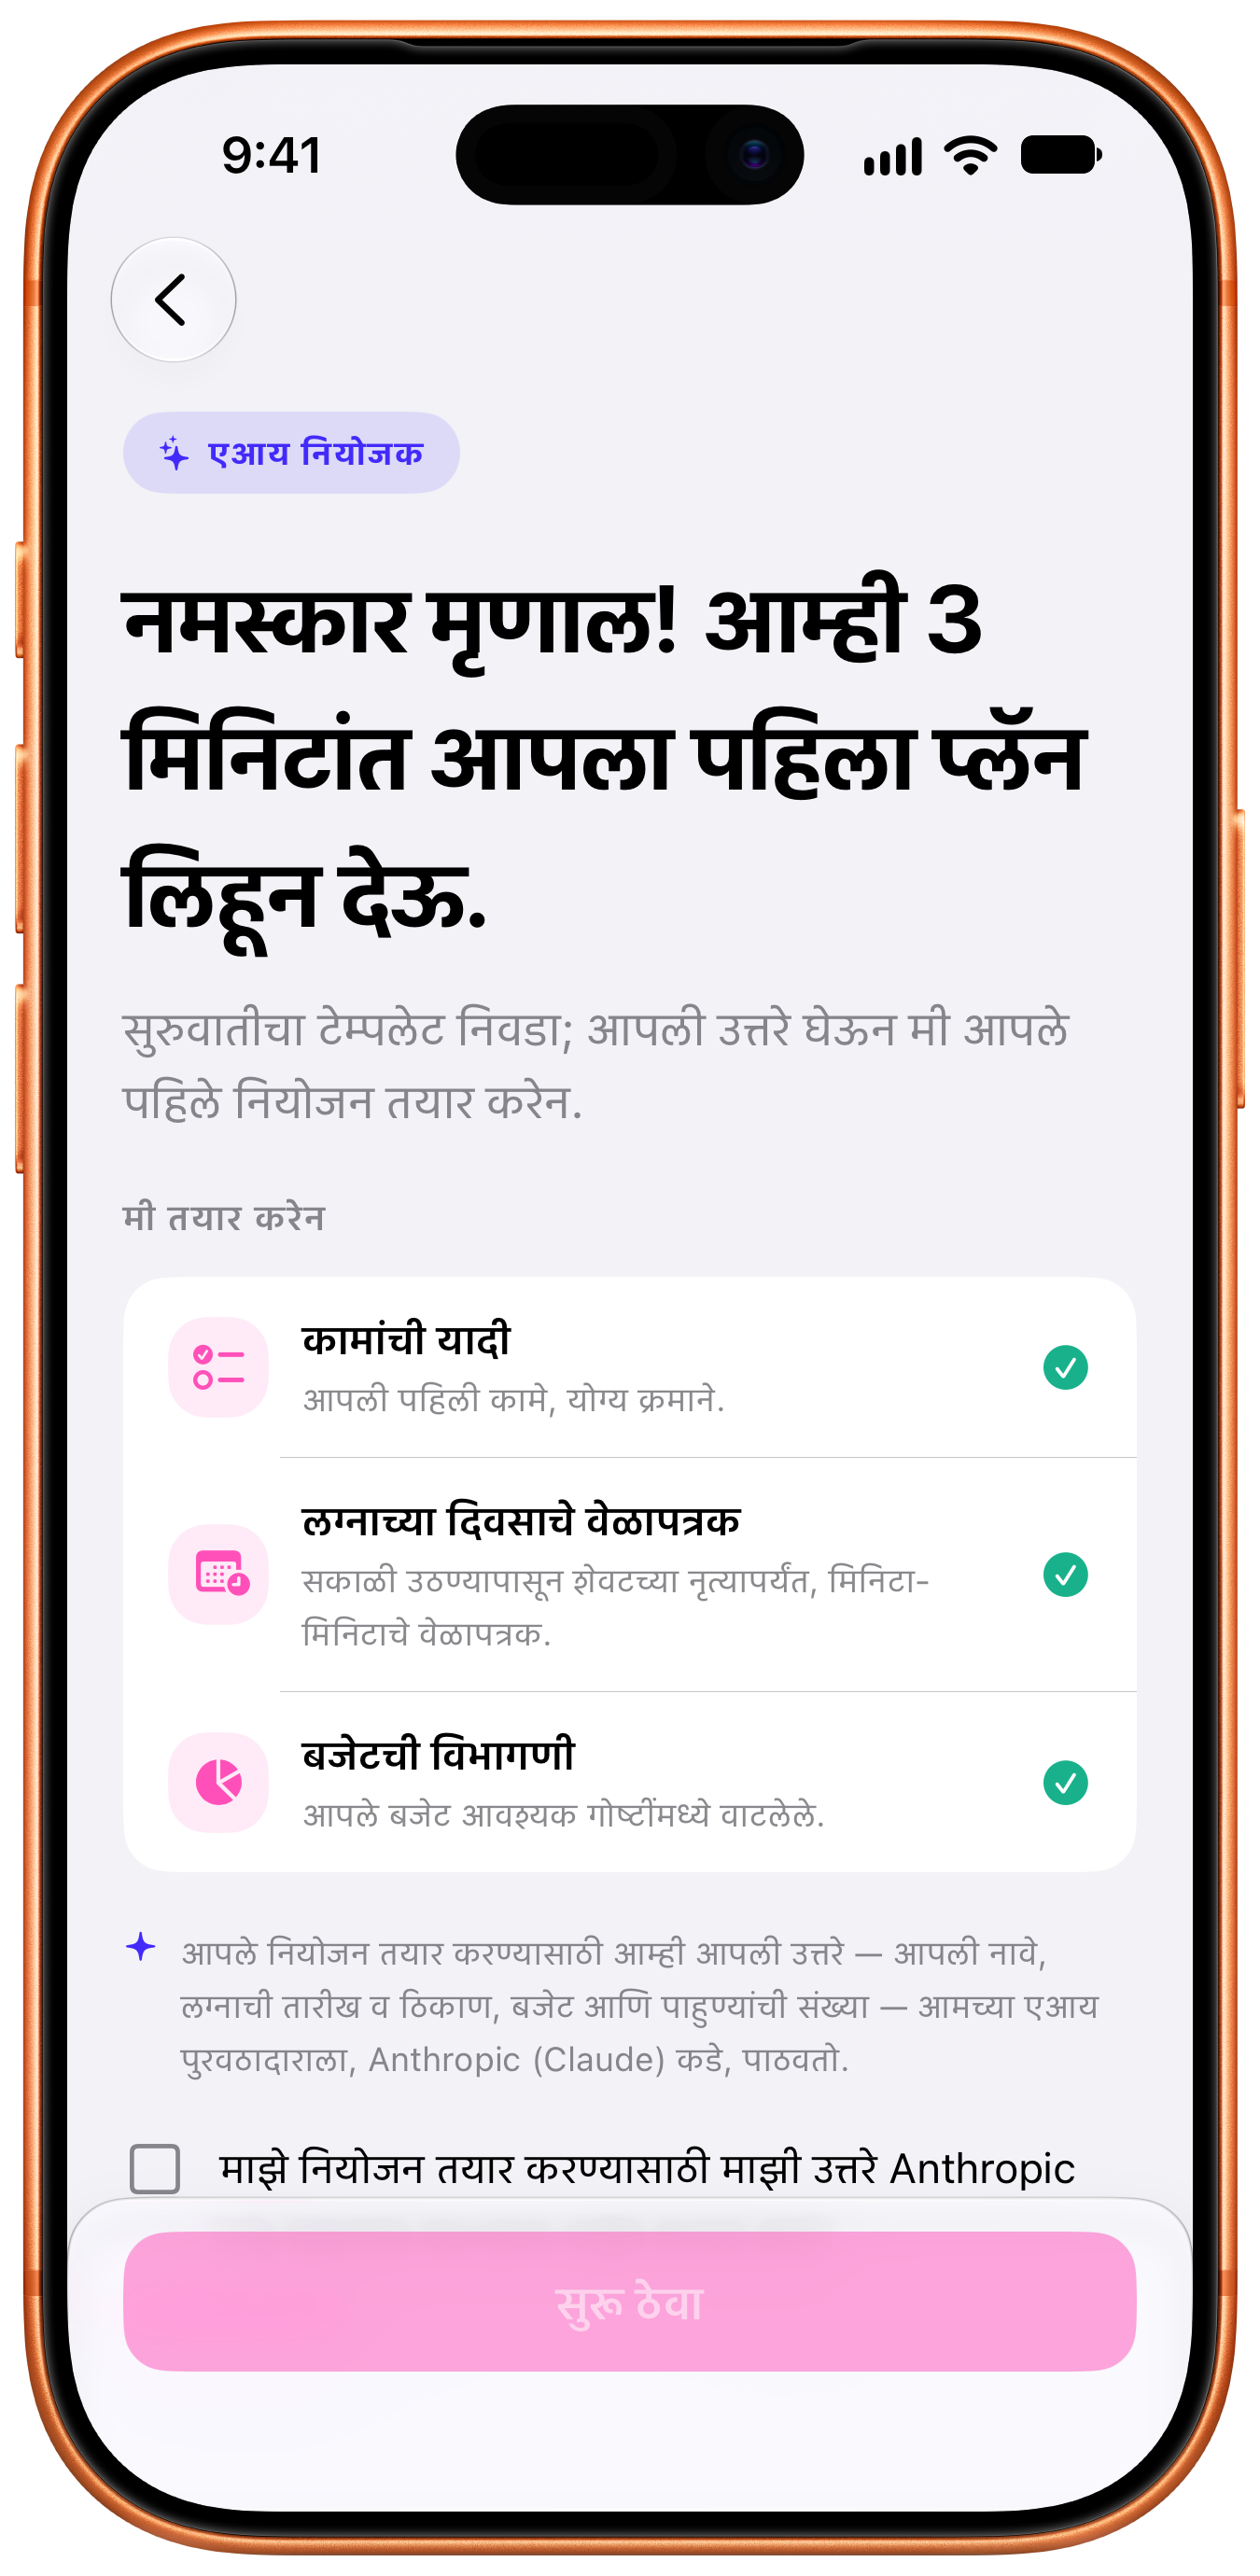 9:41
एआय नियोजक
नमस्कार मृणाल! आम्ही 3
मिनिटांत आपला पहिला प्लॅन
लिहून देऊ.
सुरुवातीचा टेम्पलेट निवडा; आपली उत्तरे घेऊन मी आपले
पहिले नियोजन तयार करेन.
मी तयार करेन
कामांची यादी
आपली पहिली कामे, योग्य क्रमाने.
लग्नाच्या दिवसाचे वेळापत्रक
सकाळी उठण्यापासून शेवटच्या नृत्यापर्यंत, मिनिटा-
मिनिटाचे वेळापत्रक.
बजेटची विभागणी
आपले बजेट आवश्यक गोष्टींमध्ये वाटलेले.
आपले नियोजन तयार करण्यासाठी आम्ही आपली उत्तरे — आपली नावे,
लग्नाची तारीख व ठिकाण, बजेट आणि पाहुण्यांची संख्या — आमच्या एआय
पुरवठादाराला, Anthropic (Claude) कडे, पाठवतो.
माझे नियोजन तयार करण्यासाठी माझी उत्तरे Anthropic
सुरू ठेवा